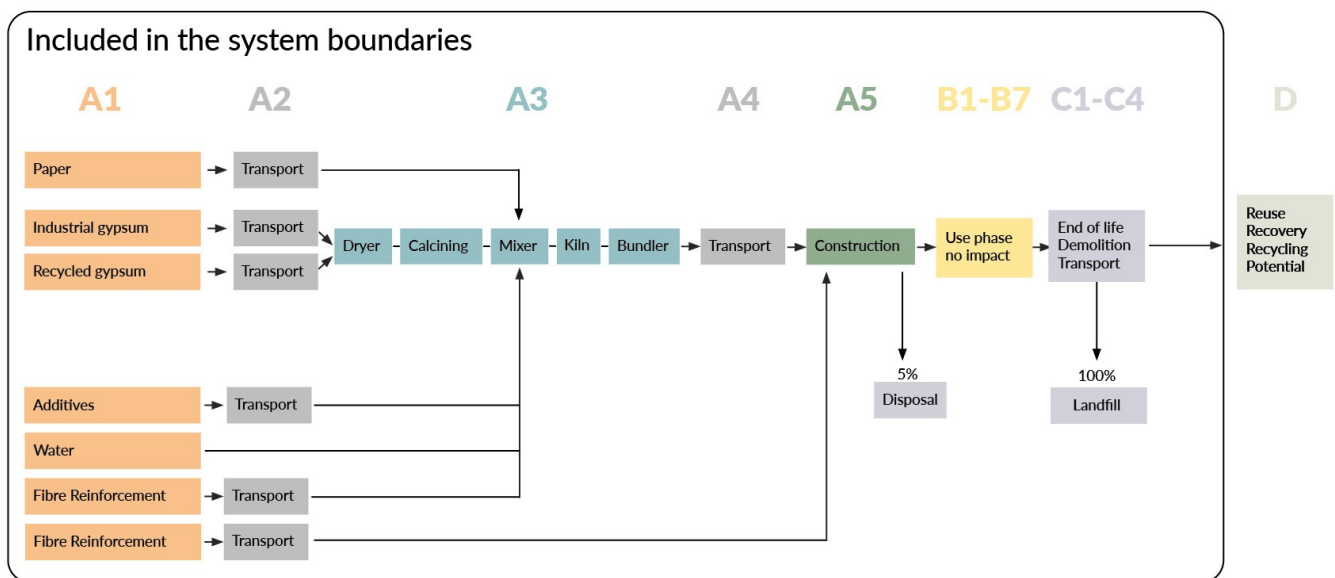 Included in the system boundaries
A1 A2 A3 A4 A5 B1-B7 C1-C4 D
Paper
Transport
Industrial gypsum
Transport
Recycled gypsum
Transport
Dryer
Calcining
Mixer
Kiln
Bundler
Transport
Construction
Use phase
no impact
End of life
Demolition
Transport
Reuse
Recovery
Recycling
Potential
5%
Disposal
100%
Landfill
Additives
Transport
Water
Fibre Reinforcement
Transport
Fibre Reinforcement
Transport